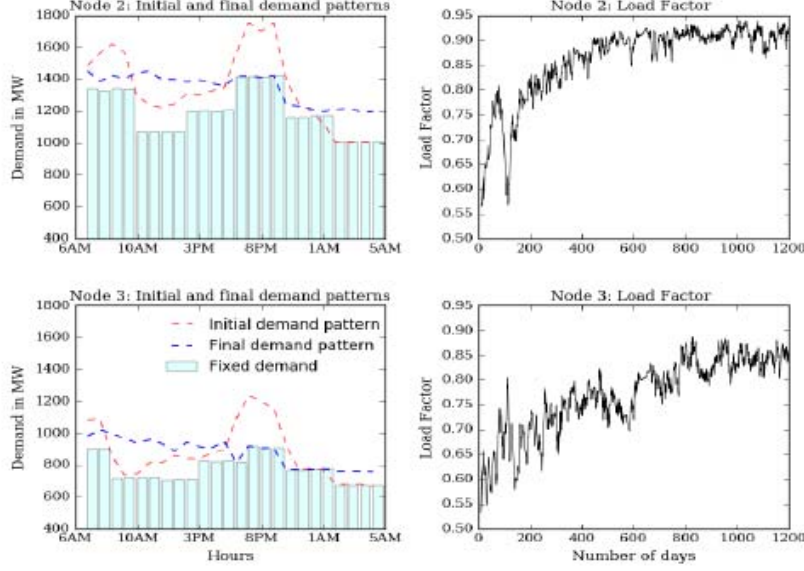 Node 2: Initial and final demand patterns
1800
1600
1400
1200
1000
800
600
400
Demand in MW
6AM 10AM 3PM 8PM 1AM 5AM
Node 2: Load Factor
0.95
0.90
0.85
0.80
0.75
0.70
0.65
0.60
0.55
0.50
Load Factor
0 200 400 600 800 1000 1200
Node 3: Initial and final demand patterns
1800
1600
1400
1200
1000
800
600
400
Demand in MW
Initial demand pattern
Final demand pattern
Fixed demand
6AM 10AM 3PM 8PM 1AM 5AM
Hours
Node 3: Load Factor
0.95
0.90
0.85
0.80
0.75
0.70
0.65
0.60
0.55
0.50
Load Factor
0 200 400 600 800 1000 1200
Number of days